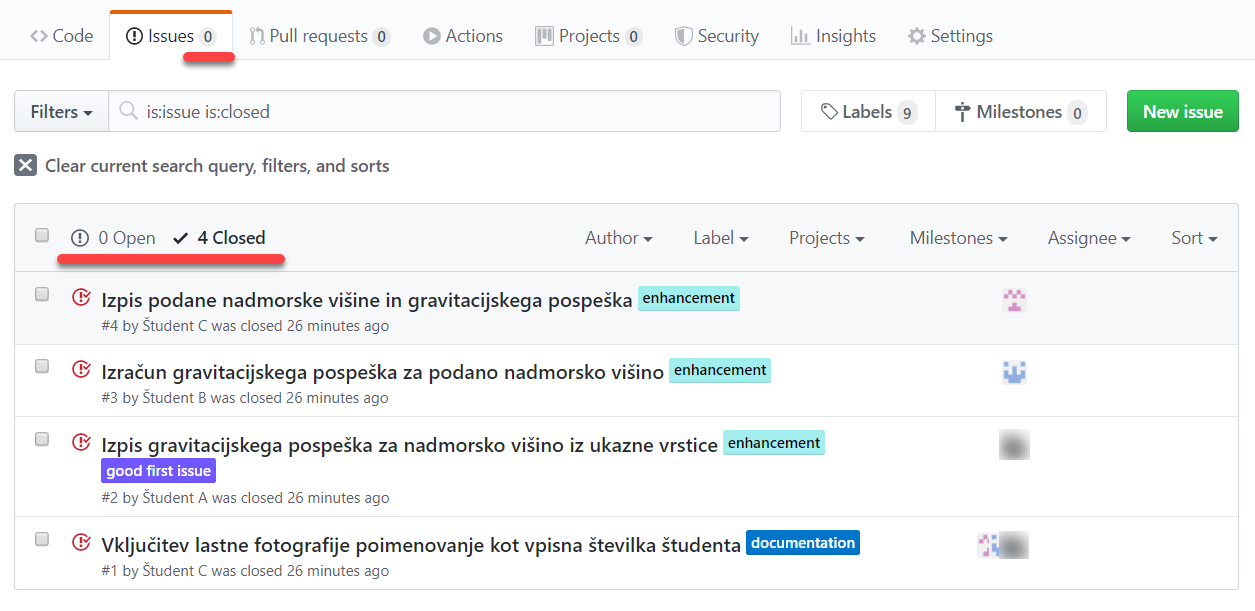 Code Issues 0 Pull requests 0 Actions Projects 0 Security Insights Settings
Filters is:issue is:closed Labels 9 Milestones 0 New issue
Clear current search query, filters, and sorts
0 Open 4 Closed Author Label Projects Milestones Assignee Sort
Izpis podane nadmorske višine in gravitacijskega pospeška enhancement
#4 by Študent C was closed 26 minutes ago
Izračun gravitacijskega pospeška za podano nadmorsko višino enhancement
#3 by Študent B was closed 26 minutes ago
Izpis gravitacijskega pospeška za nadmorsko višino iz ukazne vrstice enhancement
good first issue
#2 by Študent A was closed 26 minutes ago
Vključitev lastne fotografije poimenovanje kot vpisna številka študenta documentation
#1 by Študent C was closed 26 minutes ago